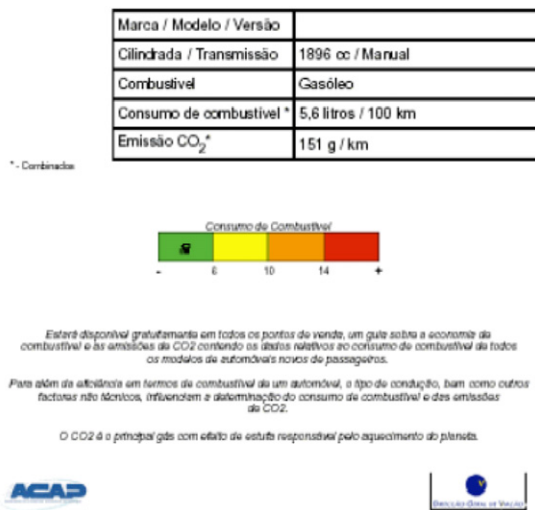 Marca / Modelo / Versão
Cilindrada / Transmissão 1896 cc / Manual
Combustivel Gasóleo
Consumo de combustível * 5,6 litros / 100 km
Emissão CO2* 151 g / km
* - Combinados
Consumo de Combustível
- 6 10 14 +
Estará disponível gratuitamente em todos os pontos de venda, um guia sobre a economia de
combustível e as emissões de CO2 contendo os dados relativos ao consumo de combustível de todos
os modelos de automóveis novos de passageiros.
Para além da eficiência em termos de combustível de um automóvel, o tipo de condução, bem como outros
factores não técnicos, influenciam a determinação do consumo de combustível e das emissões
de CO2.
O CO2 é o principal gás com efeito de estufa responsável pelo aquecimento do planeta.
ACAP
DIRECÇÃO-GERAL DE VIAÇÃO